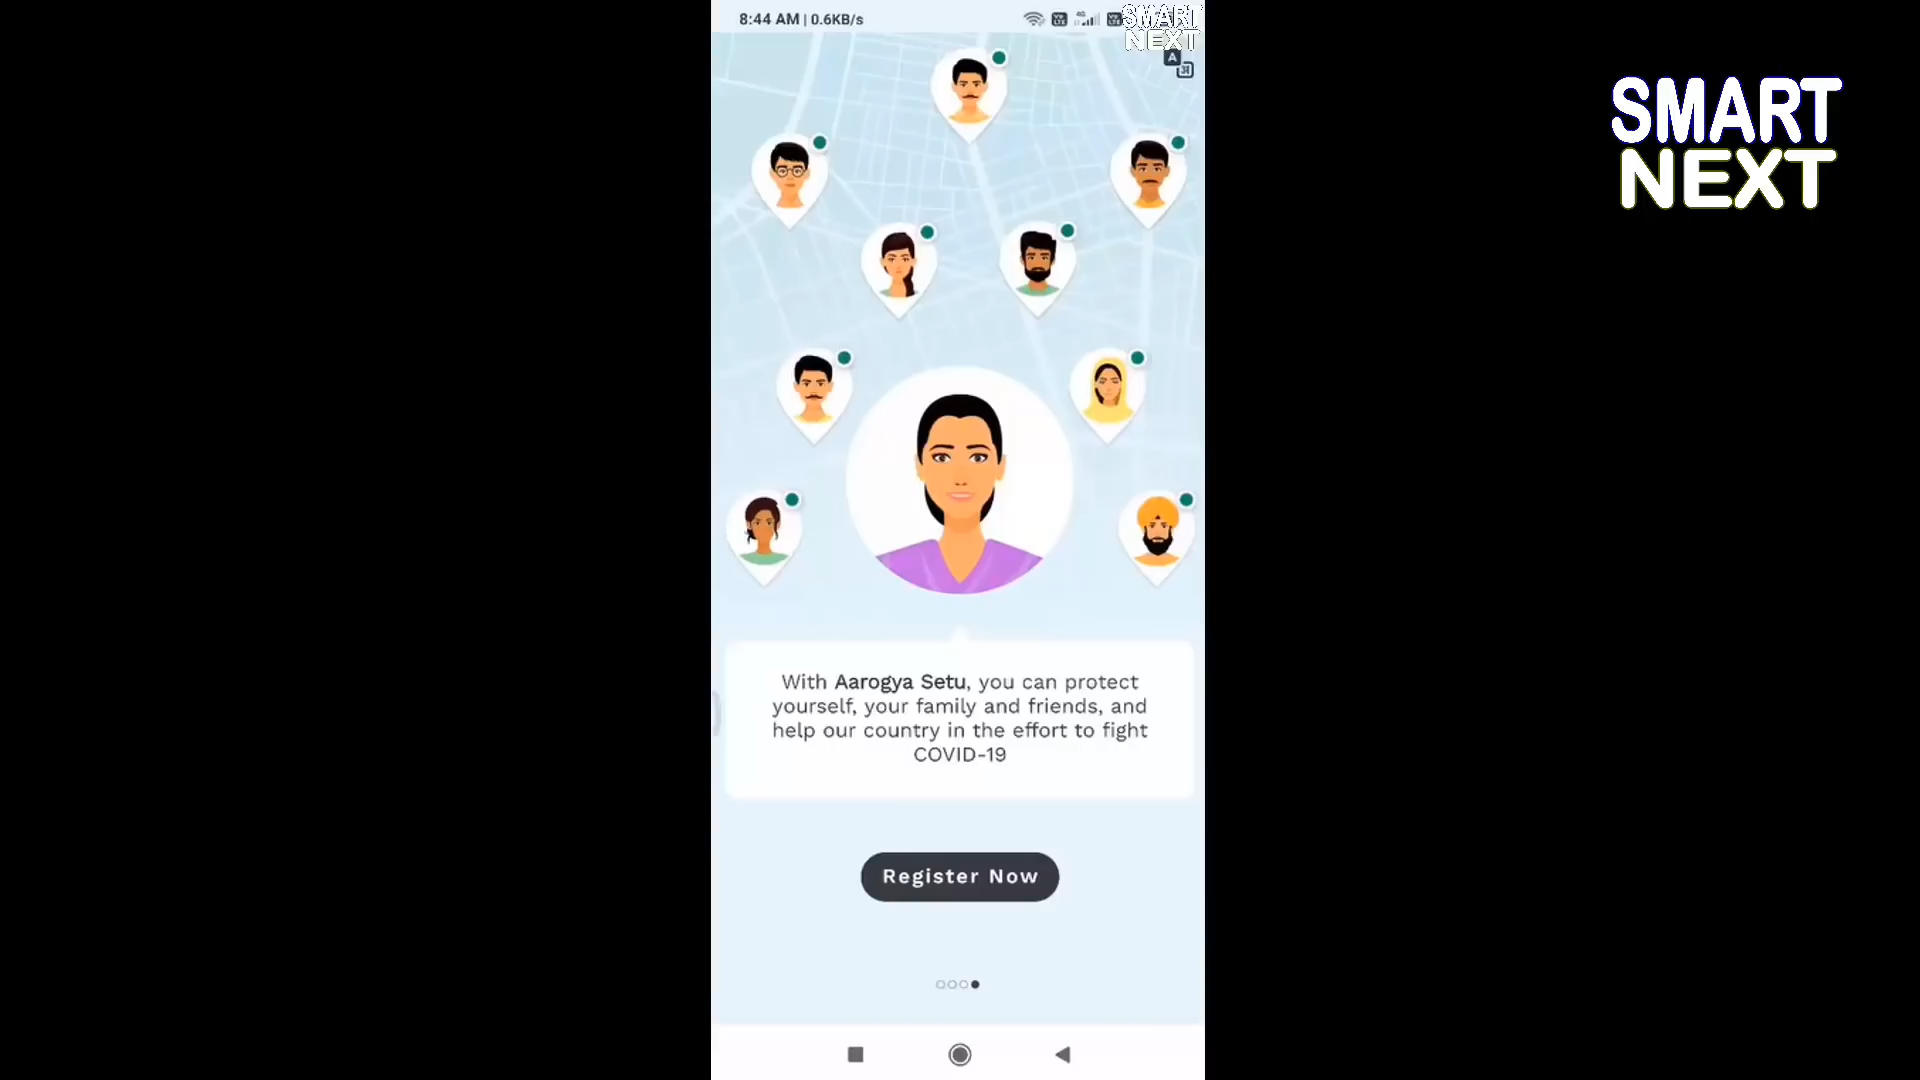 8:44 AM | 0.6KB/s
SMART
NEXT
SMART
NEXT
With Aarogya Setu, you can protect
yourself, your family and friends, and
help our country in the effort to fight
COVID-19
Register Now